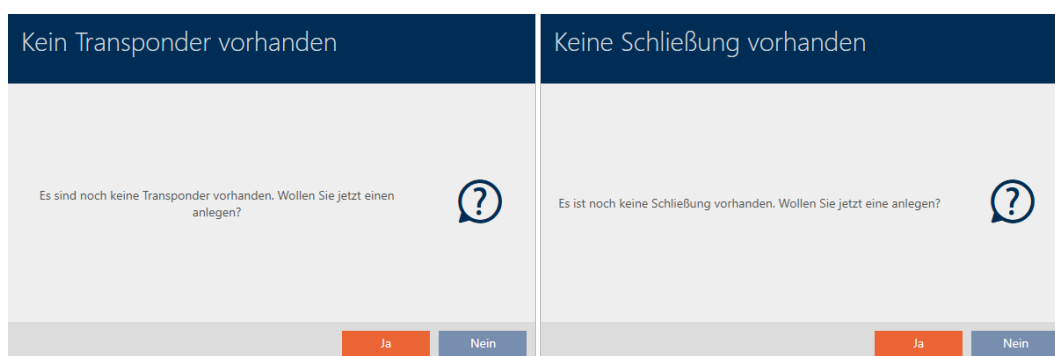 Kein Transponder vorhanden
Es sind noch keine Transponder vorhanden. Wollen Sie jetzt einen
anlegen?
Ja
Nein
Keine Schließung vorhanden
Es ist noch keine Schließung vorhanden. Wollen Sie jetzt eine anlegen?
Ja
Nein